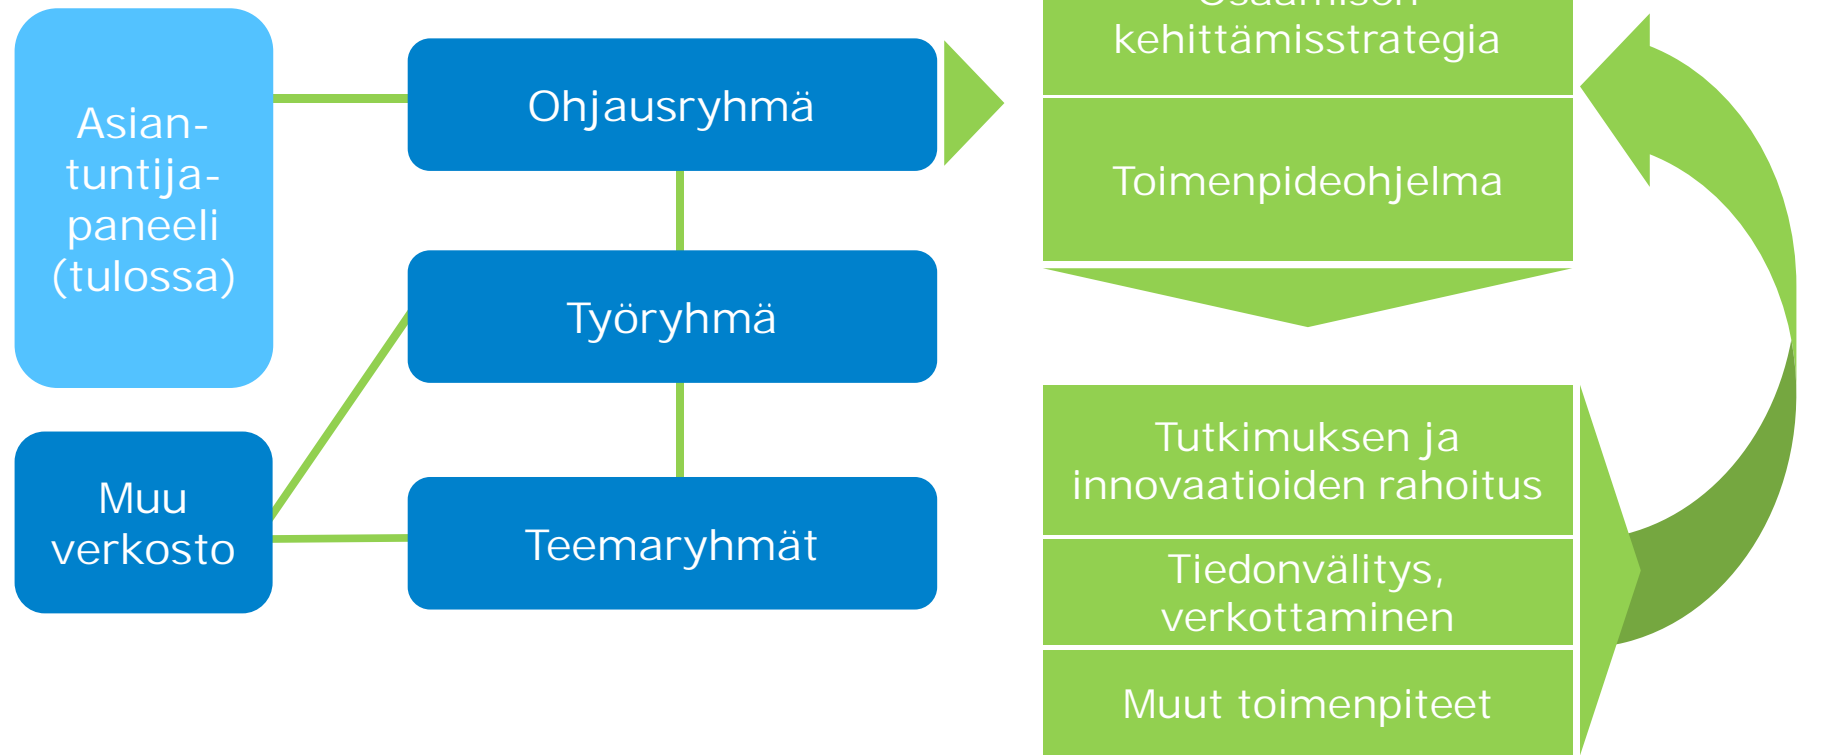 Asian-
tuntija-
paneeli
(tulossa)
Muu
verkosto
Ohjausryhmä
Työryhmä
Teemaryhmät
kehittämisstrategia
Toimenpideohjelma
Tutkimuksen ja
innovaatioiden rahoitus
Tiedonvälitys,
verkottaminen
Muut toimenpiteet